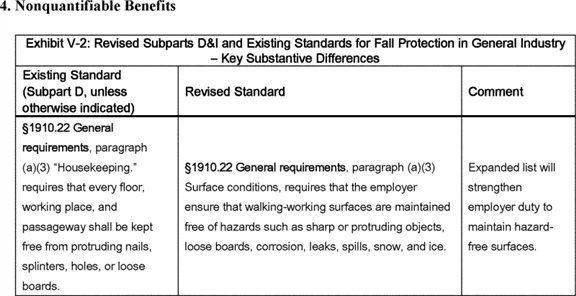 4. Nonquantifiable Benefits
Exhibit V-2: Revised Subparts D&I and Existing Standards for Fall Protection in General Industry
– Key Substantive Differences
Existing Standard
(Subpart D, unless
otherwise indicated)
Revised Standard
Comment
§1910.22 General
requirements, paragraph
(a)(3) “Housekeeping.”
requires that every floor,
working place, and
passageway shall be kept
free from protruding nails,
splinters, holes, or loose
boards.
§1910.22 General requirements, paragraph (a)(3)
Surface conditions, requires that the employer
ensure that walking-working surfaces are maintained
free of hazards such as sharp or protruding objects,
loose boards, corrosion, leaks, spills, snow, and ice.
Expanded list will
strengthen
employer duty to
maintain hazard-
free surfaces.